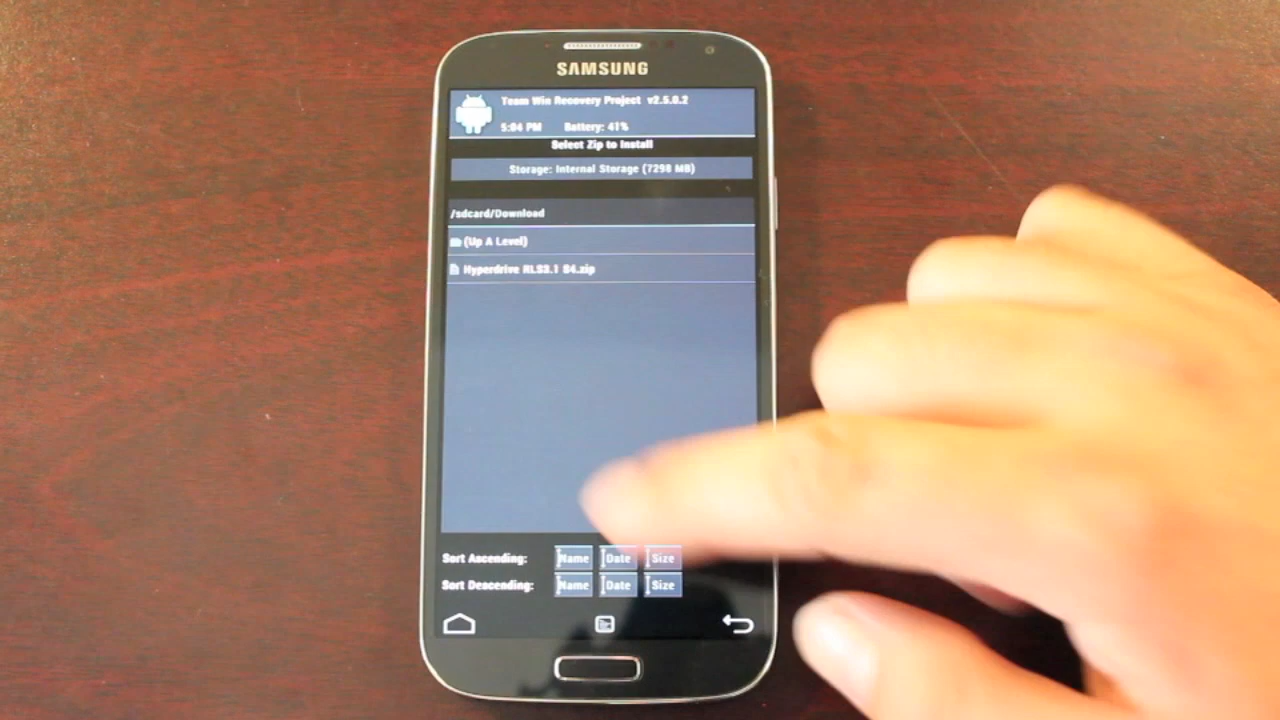 SAMSUNG
Team Win Recovery Project v2.5.0.2
5:04 PM Battery: 41%
Select Zip to Install
Storage: Internal Storage (7298 MB)
/sdcard/Download
(Up A Level)
Hyperdrive RLS3.1 S4.zip
Sort Ascending: Name Date Size
Sort Descending: Name Date Size